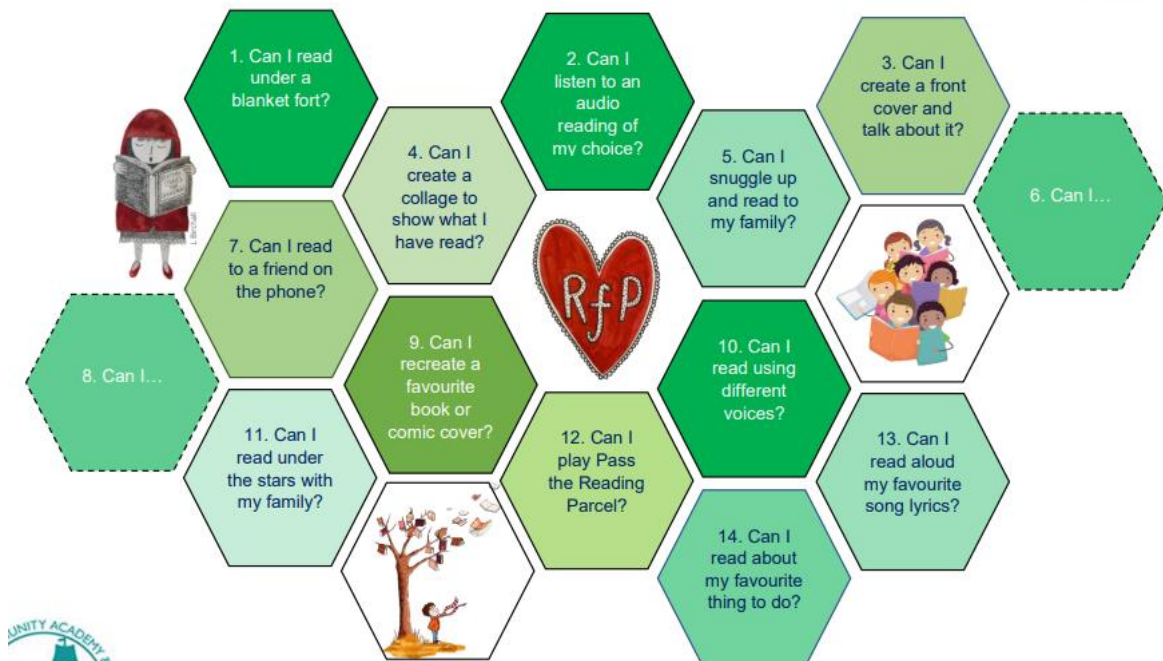 1. Can I read
under a
blanket fort?
2. Can I
listen to an
audio
reading of
my choice?
3. Can I
create a front
cover and
talk about it?
4. Can I
create a
collage to
show what I
have read?
5. Can I
snuggle up
and read to
my family?
6. Can I…
7. Can I read
to a friend on
the phone?
RfP
8. Can I…
9. Can I
recreate a
favourite
book or
comic cover?
10. Can I
read using
different
voices?
11. Can I
read under
the stars with
my family?
12. Can I
play Pass
the Reading
Parcel?
13. Can I
read aloud
my favourite
song lyrics?
14. Can I
read about
my favourite
thing to do?
ACADEMY